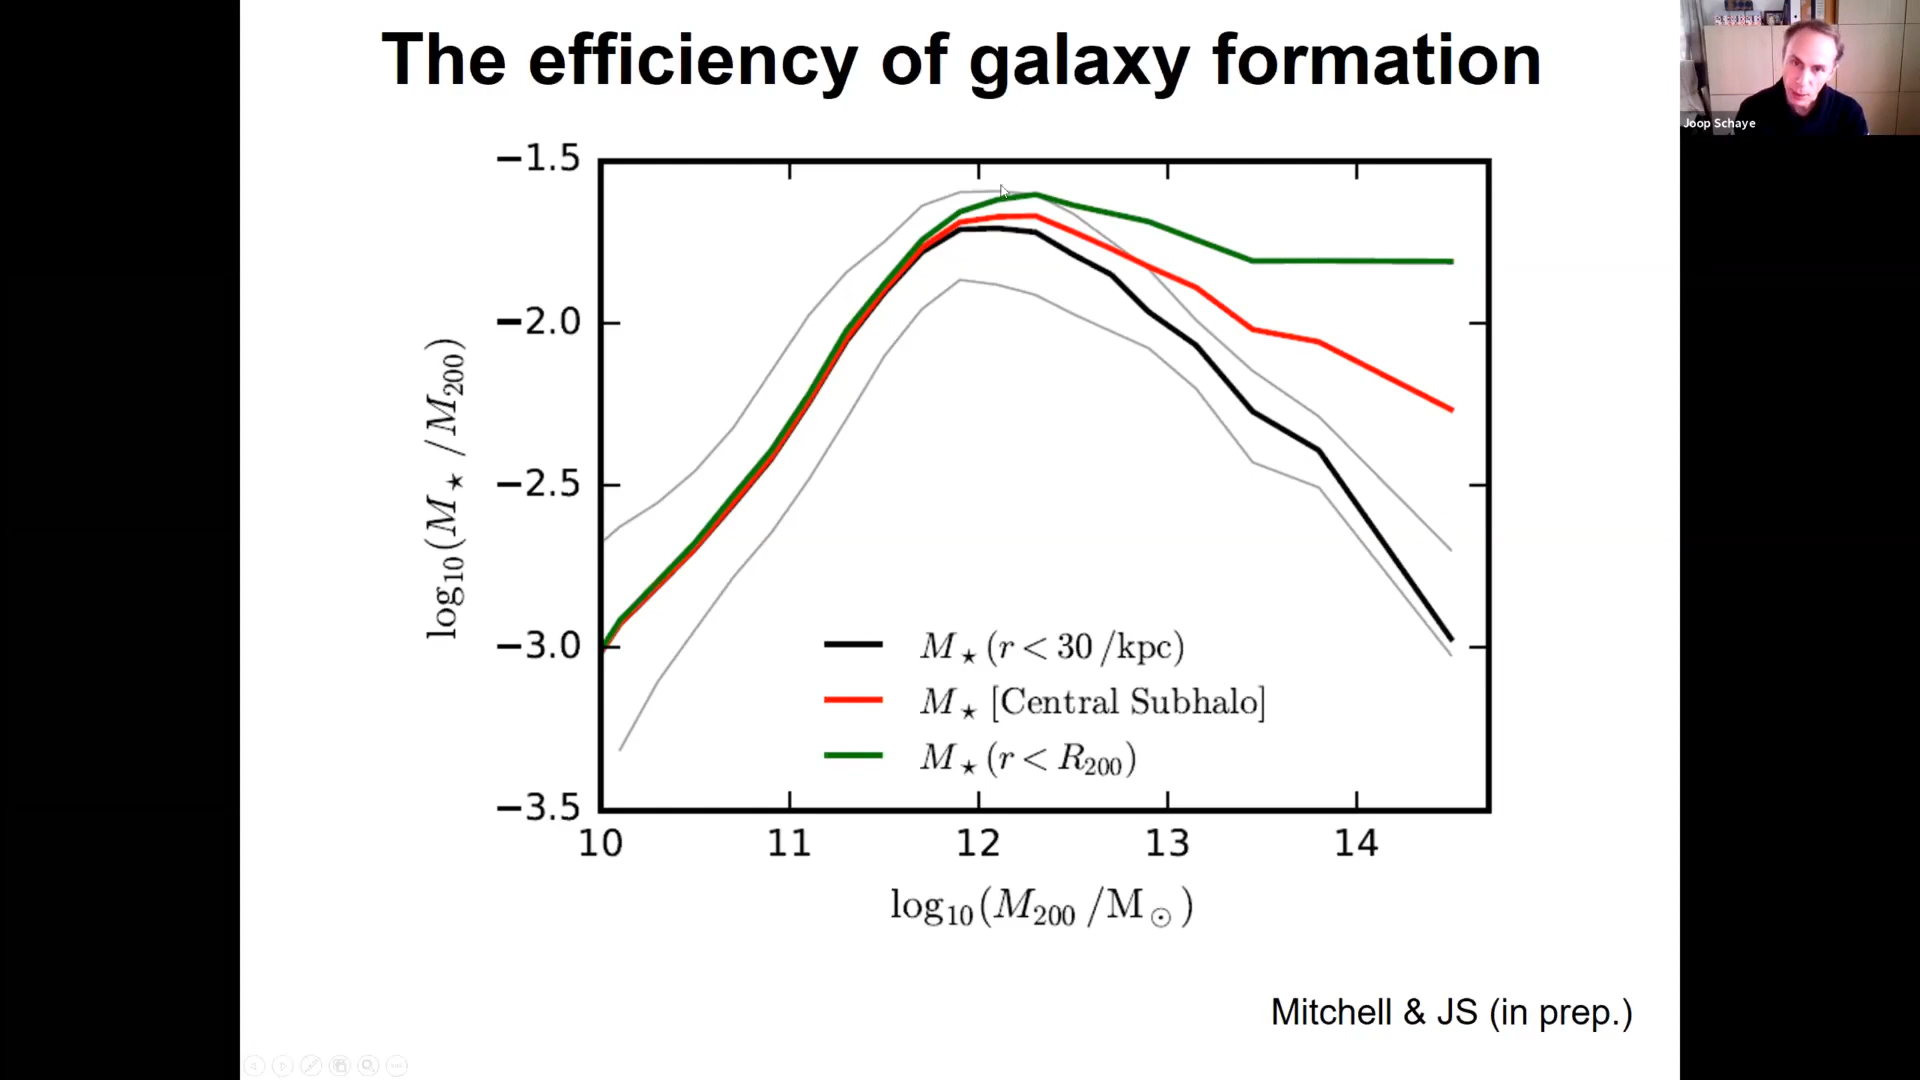 The efficiency of galaxy formation
Joop Schaye
−1.5
−2.0
−2.5
−3.0
−3.5
log₁₀(M⋆/M₂₀₀)
M⋆(r < 30 /kpc)
M⋆ [Central Subhalo]
M⋆(r < R₂₀₀)
10 11 12 13 14
log₁₀(M₂₀₀/M☉)
Mitchell & JS (in prep.)